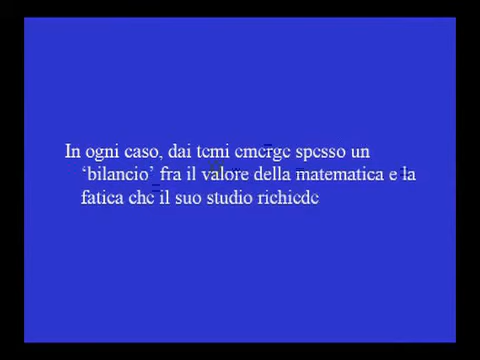 In ogni caso, dai temi emerge spesso un
‘bilancio’ fra il valore della matematica e la
fatica che il suo studio richiede